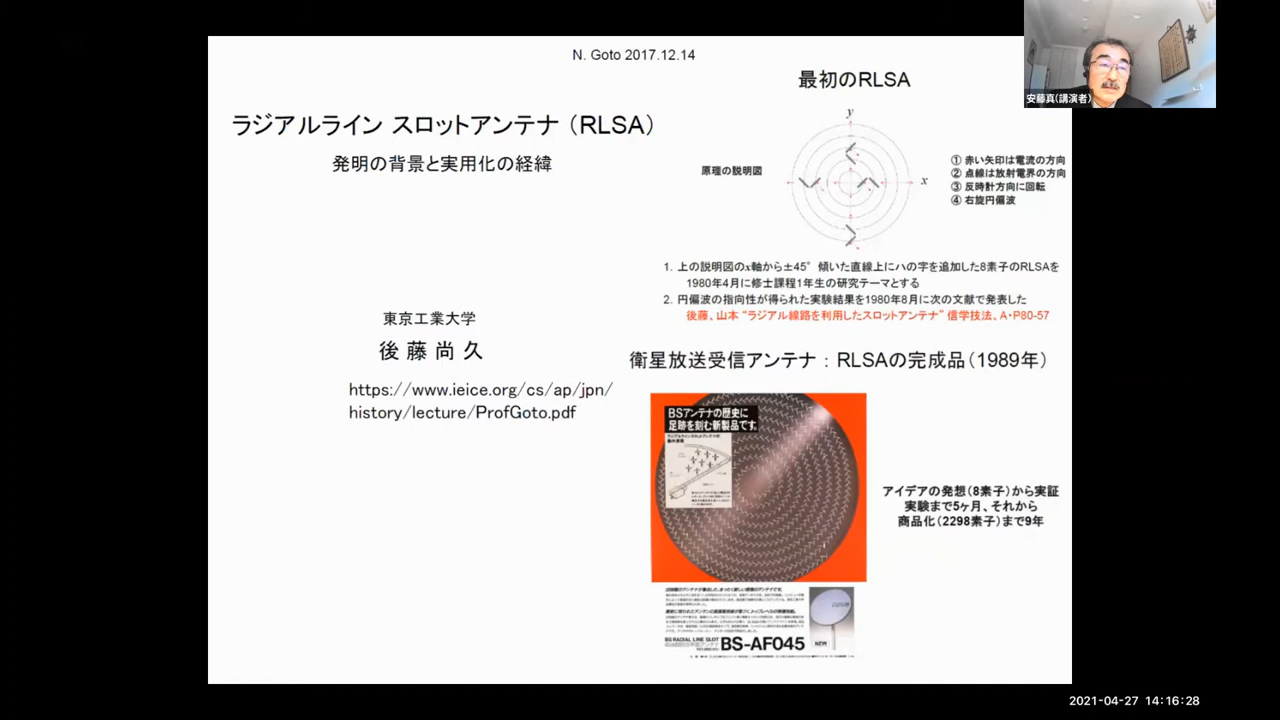 N. Goto 2017.12.14
ラジアルライン スロットアンテナ（RLSA）
発明の背景と実用化の経緯
東京工業大学
後 藤 尚 久
https://www.ieice.org/cs/ap/jpn/
history/lecture/ProfGoto.pdf
最初のRLSA
原理の説明図
y
x
① 赤い矢印は電流の方向
② 点線は放射電界の方向
③ 反時計方向に回転
④ 右旋円偏波
1. 上の説明図のx軸から±45°傾いた直線上にハの字を追加した8素子のRLSAを
1980年4月に修士課程1年生の研究テーマとする
2. 円偏波の指向性が得られた実験結果を1980年8月に次の文献で発表した
後藤、山本 “ラジアル線路を利用したスロットアンテナ” 信学技法、A・P80-57
衛星放送受信アンテナ：RLSAの完成品（1989年）
BSアンテナの歴史に
足跡を刻む新製品です。
BS RADIAL LINE SLOT
BS-AF045
NEW
アイデアの発想（8素子）から実証
実験まで5ヶ月、それから
商品化（2298素子）まで9年
安藤真(講演者)
2021-04-27 14:16:28